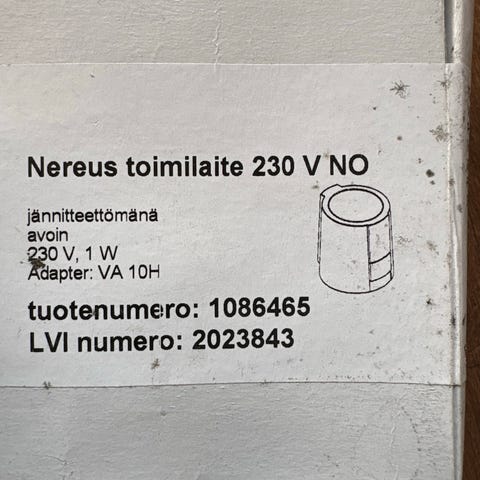 Nereus toimilaite 230 V NO
jännitteettömänä
avoin
230 V, 1 W
Adapter: VA 10H
tuotenumero: 1086465
LVI numero: 2023843